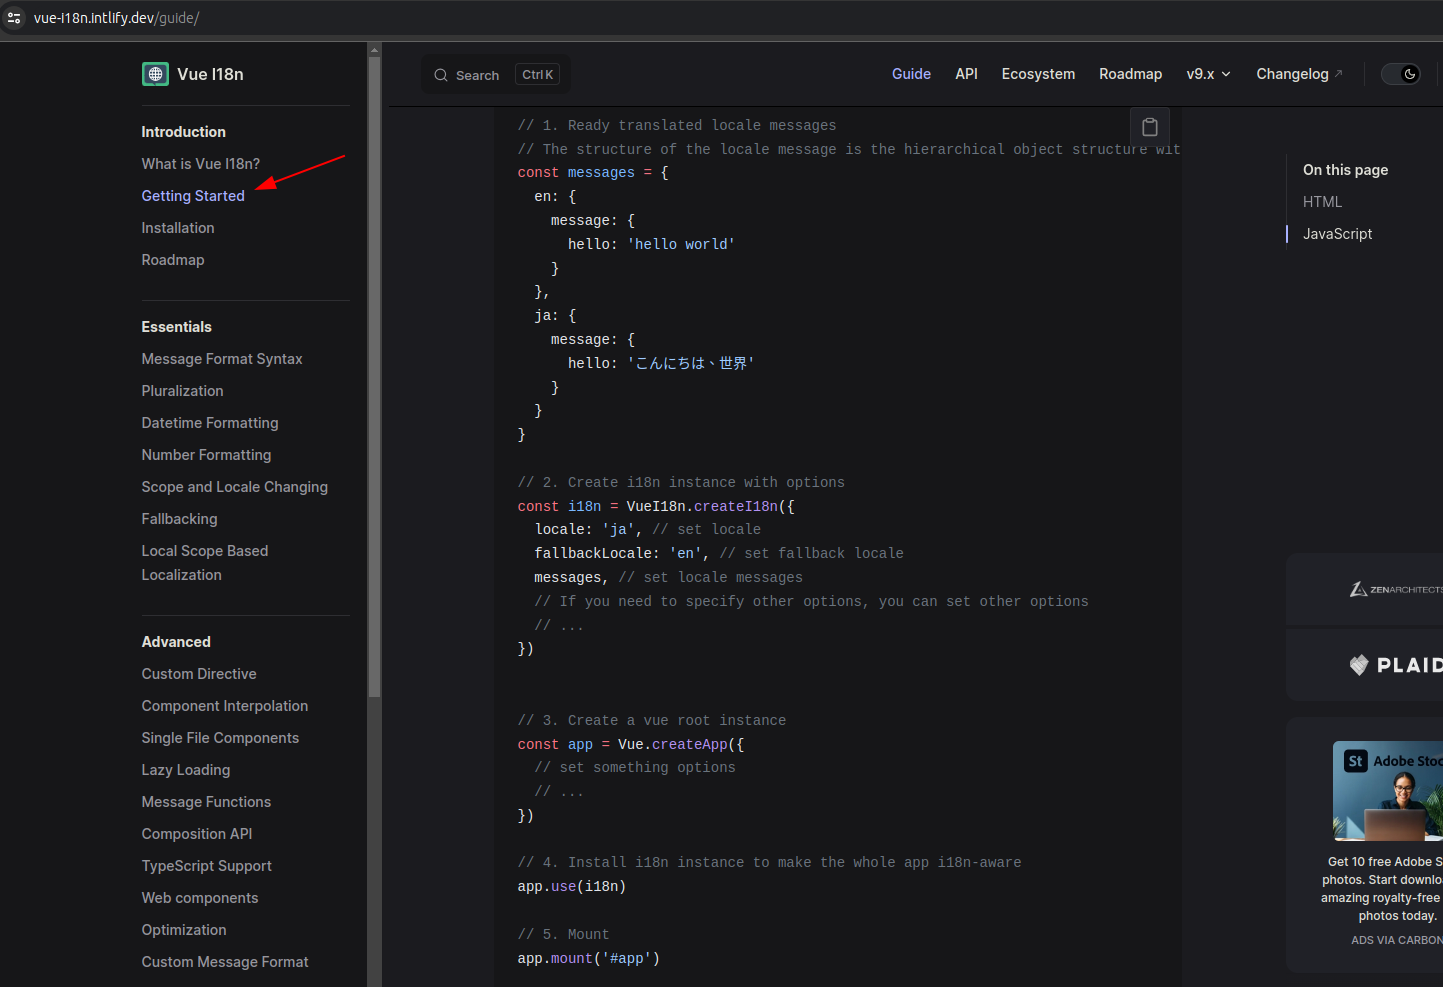 vue-i18n.intlify.dev/guide/
Vue I18n
Search
Ctrl K
Guide
API
Ecosystem
Roadmap
v9.x
Changelog
Introduction
What is Vue I18n?
Getting Started
Installation
Roadmap
Essentials
Message Format Syntax
Pluralization
Datetime Formatting
Number Formatting
Scope and Locale Changing
Fallbacking
Local Scope Based
Localization
Advanced
Custom Directive
Component Interpolation
Single File Components
Lazy Loading
Message Functions
Composition API
TypeScript Support
Web components
Optimization
Custom Message Format
// 1. Ready translated locale messages
// The structure of the locale message is the hierarchical object structure wit
const messages = {
  en: {
    message: {
      hello: 'hello world'
    }
  },
  ja: {
    message: {
      hello: 'こんにちは、世界'
    }
  }
}
// 2. Create i18n instance with options
const i18n = VueI18n.createI18n({
  locale: 'ja', // set locale
  fallbackLocale: 'en', // set fallback locale
  messages, // set locale messages
  // If you need to specify other options, you can set other options
  // ...
})
// 3. Create a vue root instance
const app = Vue.createApp({
  // set something options
  // ...
})
// 4. Install i18n instance to make the whole app i18n-aware
app.use(i18n)
// 5. Mount
app.mount('#app')
On this page
HTML
JavaScript
ZENARCHITECTS
PLAID
St Adobe Stoc
Get 10 free Adobe S
photos. Start downlo
amazing royalty-free
photos today.
ADS VIA CARBON